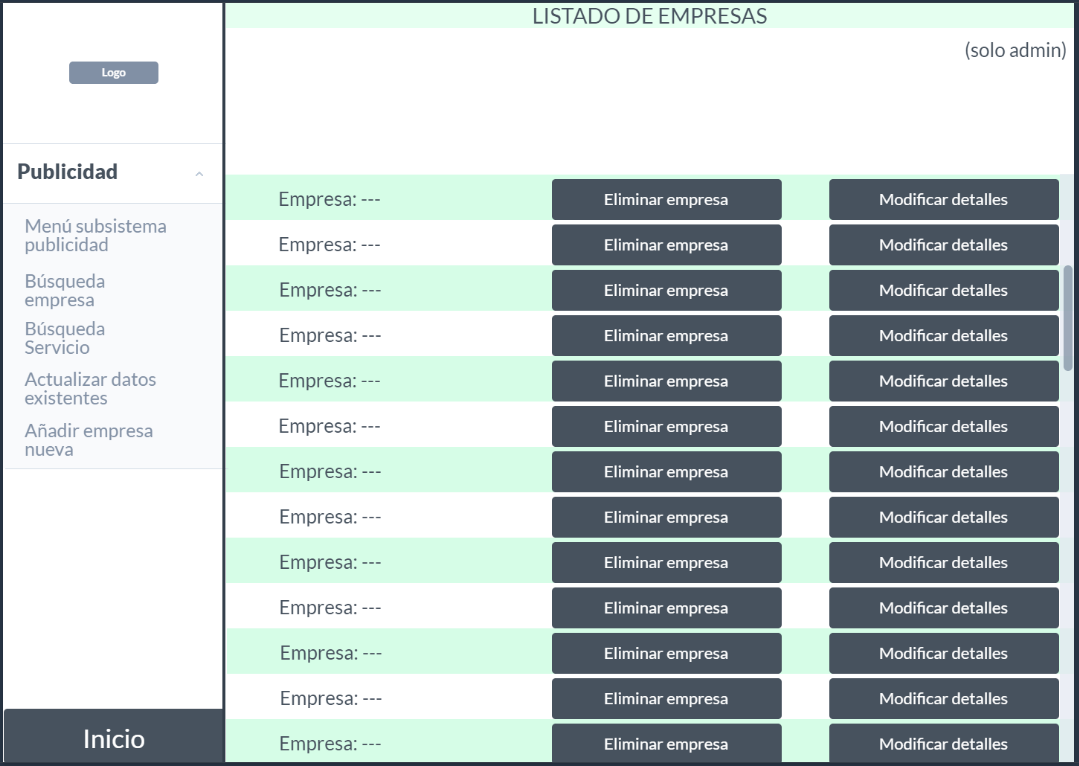 LISTADO DE EMPRESAS
(solo admin)
Logo
Publicidad
Menú subsistema
publicidad
Búsqueda
empresa
Búsqueda
Servicio
Actualizar datos
existentes
Añadir empresa
nueva
Inicio
Empresa: --- Eliminar empresa Modificar detalles
Empresa: --- Eliminar empresa Modificar detalles
Empresa: --- Eliminar empresa Modificar detalles
Empresa: --- Eliminar empresa Modificar detalles
Empresa: --- Eliminar empresa Modificar detalles
Empresa: --- Eliminar empresa Modificar detalles
Empresa: --- Eliminar empresa Modificar detalles
Empresa: --- Eliminar empresa Modificar detalles
Empresa: --- Eliminar empresa Modificar detalles
Empresa: --- Eliminar empresa Modificar detalles
Empresa: --- Eliminar empresa Modificar detalles
Empresa: --- Eliminar empresa Modificar detalles
Empresa: --- Eliminar empresa Modificar detalles